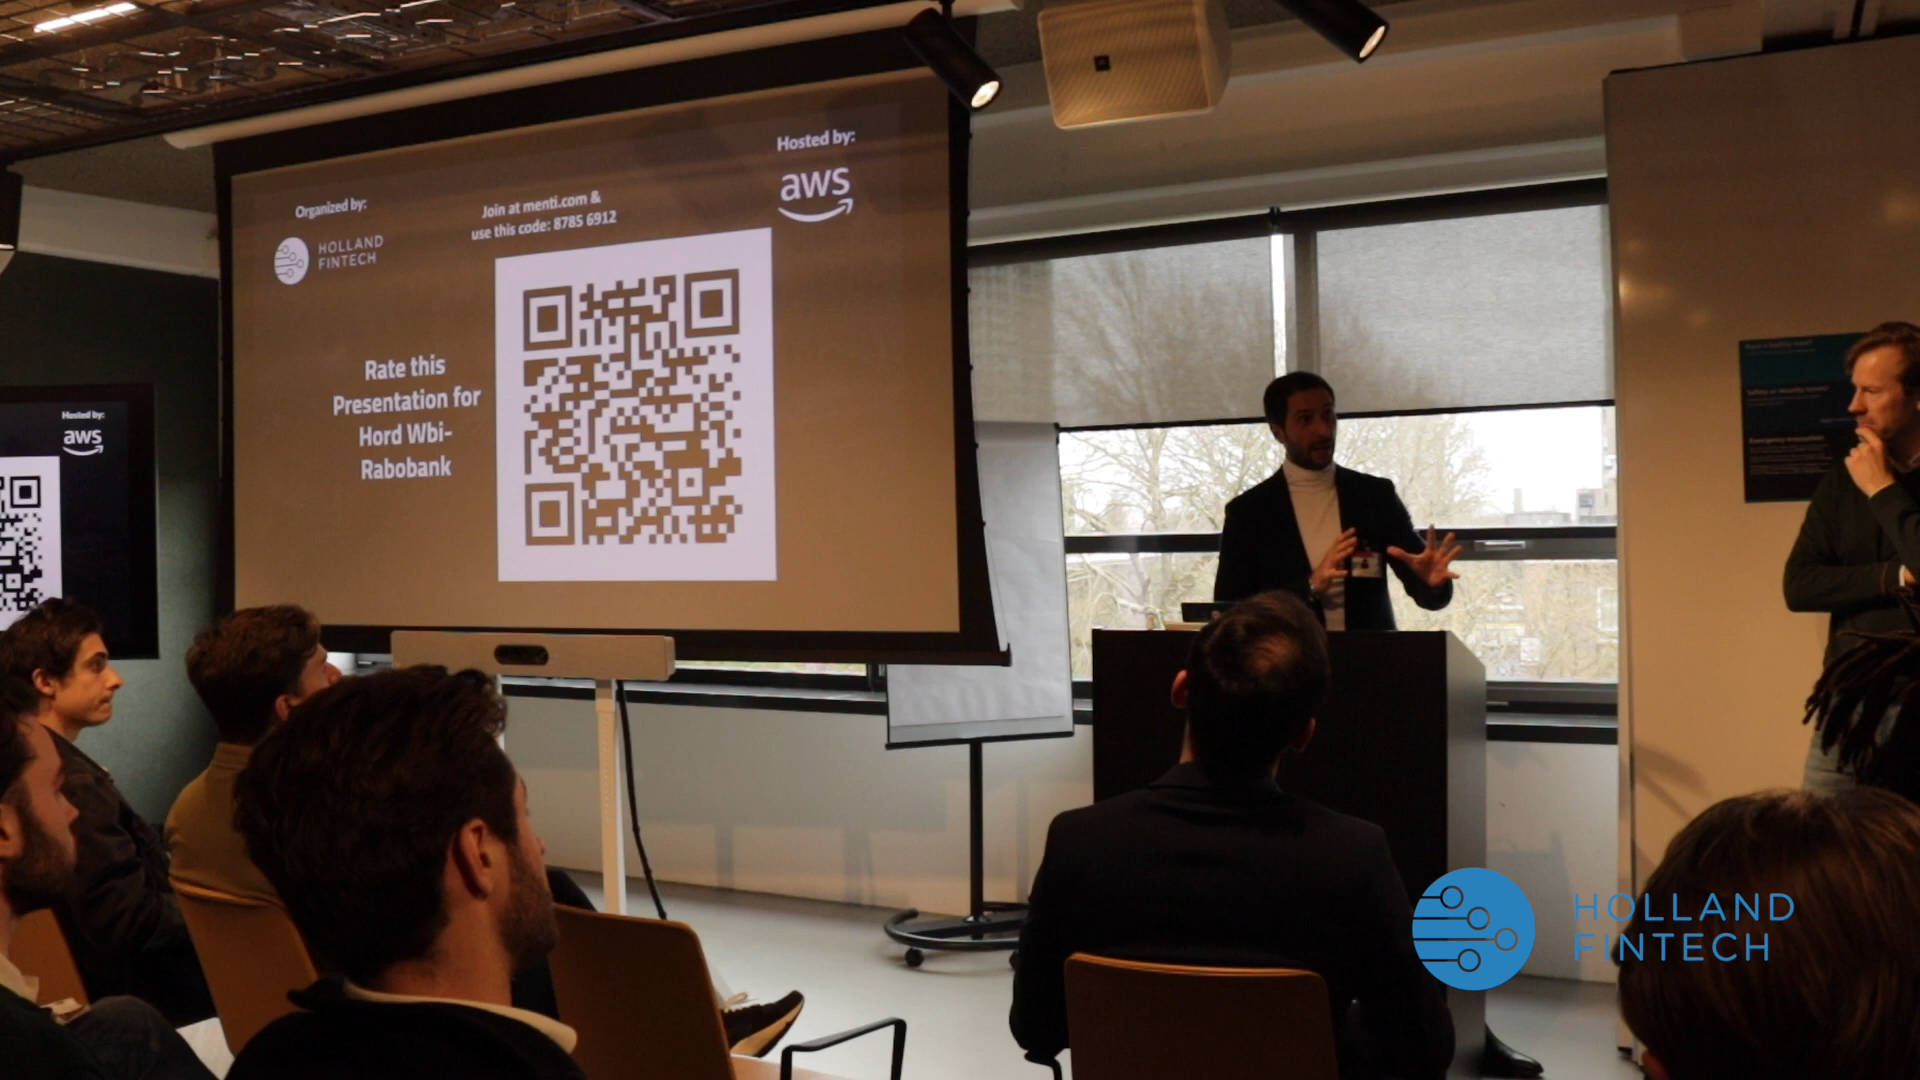 Organized by:
HOLLAND
FINTECH
Join at menti.com &
use this code: 8785 6912
Hosted by:
aws
Rate this
Presentation for
Hord Wbi-
Rabobank
Hosted by:
aws
HOLLAND
FINTECH